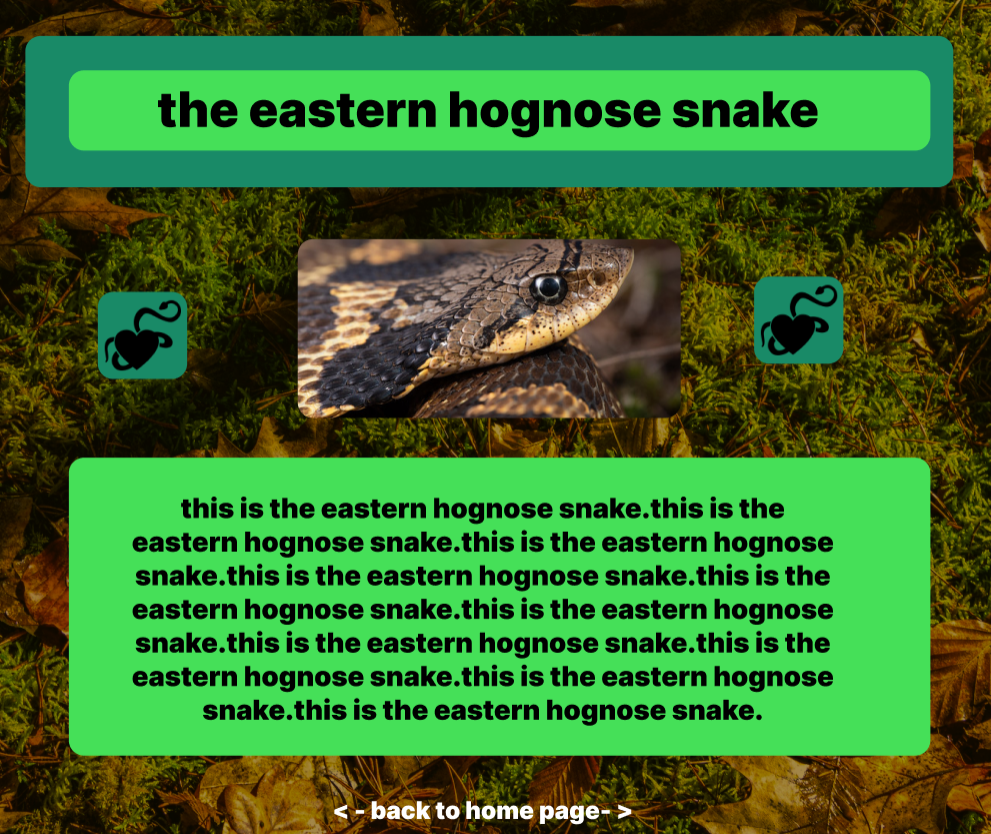 the eastern hognose snake
this is the eastern hognose snake.this is the
eastern hognose snake.this is the eastern hognose
snake.this is the eastern hognose snake.this is the
eastern hognose snake.this is the eastern hognose
snake.this is the eastern hognose snake.this is the
eastern hognose snake.this is the eastern hognose
snake.this is the eastern hognose snake.
< - back to home page- >